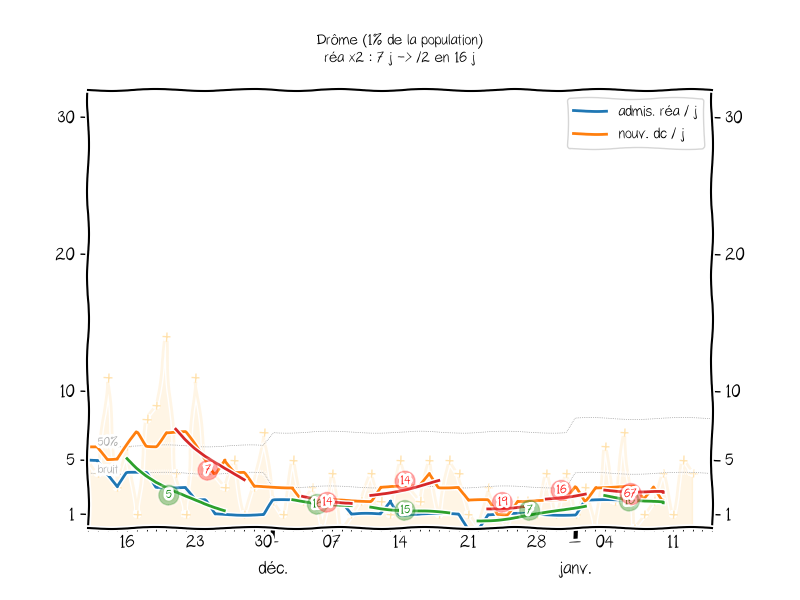 Drôme (1% de la population)
réa x2 : 7 j -> /2 en 16 j
admis. réa / j
nouv. dc / j
30 30
20 20
10 10
50%
5 5
bruit
7 14 16 67
5 14 15 19 7
1 1
16 23 30 07 14 21 28 04 11
déc. janv.